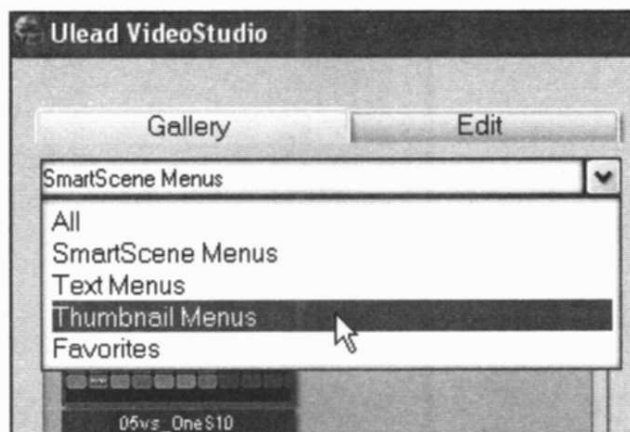 Ulead VideoStudio
Gallery Edit
SmartScene Menus
All
SmartScene Menus
Text Menus
Thumbnail Menus
Favorites
05vs_OneS10